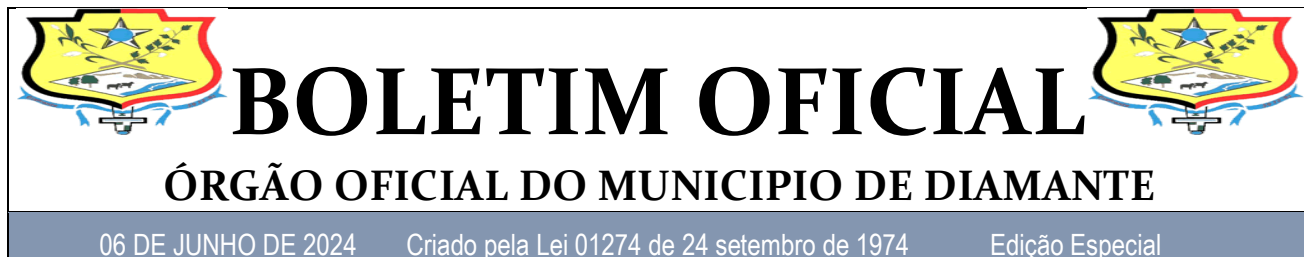 BOLETIM OFICIAL
ÓRGÃO OFICIAL DO MUNICIPIO DE DIAMANTE
06 DE JUNHO DE 2024 Criado pela Lei 01274 de 24 setembro de 1974 Edição Especial